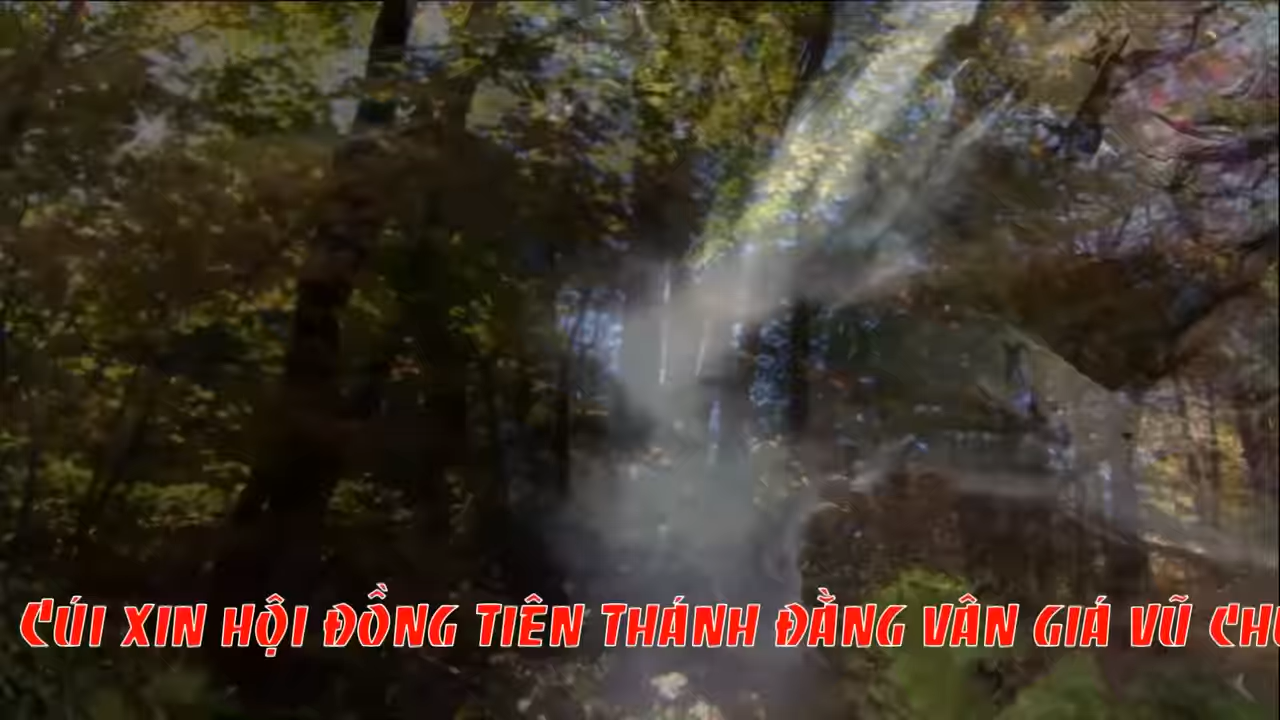 CÚI XIN HỘI ĐỒNG TIÊN THÁNH ĐẰNG VÂN GIÁ VŨ